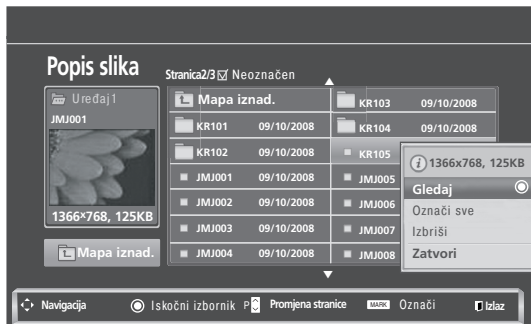 Popis slika
Stranica2/3 Neoznačen
Uređaj1
JMJ001
1366×768, 125KB
Mapa iznad.
Mapa iznad.
KR101 09/10/2008
KR102 09/10/2008
JMJ001 09/10/2008
JMJ002 09/10/2008
JMJ003 09/10/2008
JMJ004 09/10/2008
KR103 09/10/2008
KR104 09/10/2008
KR105
JMJ005
JMJ006
JMJ007
JMJ008
1366x768, 125KB
Gledaj
Označi sve
Izbriši
Zatvori
Navigacija Iskočni izbornik P Promjena stranice MARK Označi Izlaz